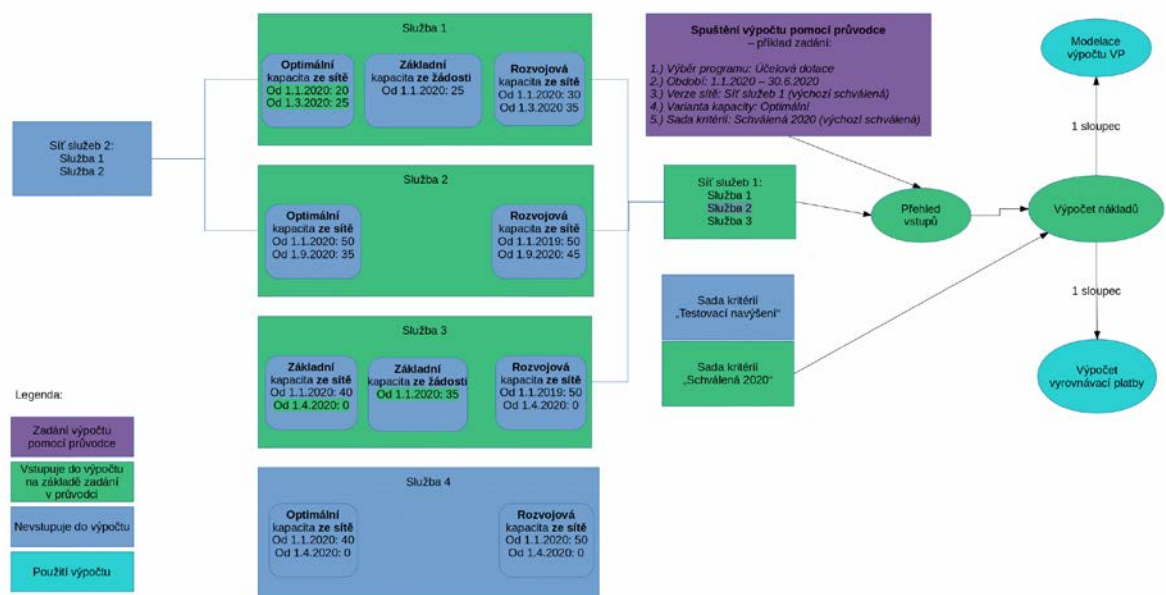 Síť služeb 2:
Služba 1
Služba 2
Služba 1
Optimální
kapacita ze sítě
Od 1.1.2020: 20
Od 1.3.2020: 25
Základní
kapacita ze žádosti
Od 1.1.2020: 25
Rozvojová
kapacita ze sítě
Od 1.1.2020: 30
Od 1.3.2020 35
Služba 2
Optimální
kapacita ze sítě
Od 1.1.2020: 50
Od 1.9.2020: 35
Rozvojová
kapacita ze sítě
Od 1.1.2019: 50
Od 1.9.2020: 45
Služba 3
Základní
kapacita ze sítě
Od 1.1.2020: 40
Od 1.4.2020: 0
Základní
kapacita ze žádosti
Od 1.1.2020: 35
Rozvojová
kapacita ze sítě
Od 1.1.2019: 50
Od 1.4.2020: 0
Služba 4
Optimální
kapacita ze sítě
Od 1.1.2020: 40
Od 1.4.2020: 0
Rozvojová
kapacita ze sítě
Od 1.1.2020: 50
Od 1.4.2020: 0
Spuštění výpočtu pomocí průvodce
– příklad zadání:
1.) Výběr programu: Účelová dotace
2.) Období: 1.1.2020 – 30.6.2020
3.) Verze sítě: Síť služeb 1 (výchozí schválená)
4.) Varianta kapacity: Optimální
5.) Sada kritérií: Schválená 2020 (výchozí schválená)
Síť služeb 1:
Služba 1
Služba 2
Služba 3
Sada kritérií
„Testovací navýšení“
Sada kritérií
„Schválená 2020“
Přehled
vstupů
Výpočet nákladů
Modelace
výpočtu VP
1 sloupec
1 sloupec
Výpočet
vyrovnávací platby
Legenda:
Zadání výpočtu
pomocí průvodce
Vstupuje do výpočtu
na základě zadání
v průvodci
Nevstupuje do výpočtu
Použití výpočtu